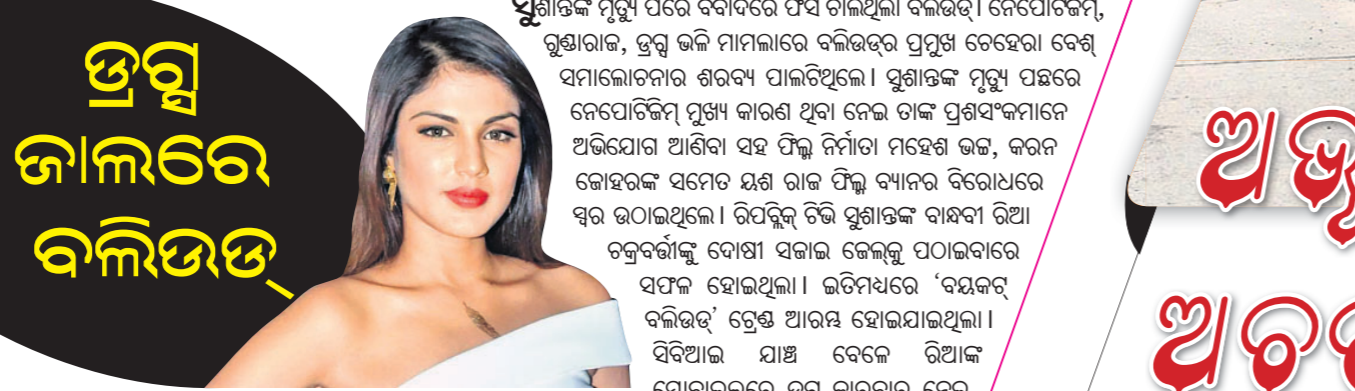 ଡ୍ରଗ୍ସ
ଜାଲରେ
ବଲିଉଡ୍
ସୁଶାନ୍ତଙ୍କ ମୃତ୍ୟୁ ପରେ ବିବାଦରେ ଫସି ଚାଲିଥିଲା ବଲିଉଡ୍। ନେପୋଟିଜିମ୍,
ଗୁଣ୍ଡାରାଜ, ଡ୍ରଗ୍ସ ଭଳି ମାମଲାରେ ବଲିଉଡ୍‌ର ପ୍ରମୁଖ ଚେହେରା ବେଶ୍
ସମାଲୋଚନାର ଶରବ୍ୟ ପାଲଟିଥିଲେ। ସୁଶାନ୍ତଙ୍କ ମୃତ୍ୟୁ ପଛରେ
ନେପୋଟିଜିମ୍ ମୁଖ୍ୟ କାରଣ ଥିବା ନେଇ ତାଙ୍କ ପ୍ରଶଂସକମାନେ
ଅଭିଯୋଗ ଆଣିବା ସହ ଫିଲ୍ମ ନିର୍ମାତା ମହେଶ ଭଟ୍ଟ, କରନ
ଜୋହରଙ୍କ ସମେତ ୟଶ ରାଜ ଫିଲ୍ମ ବ୍ୟାନର ବିରୋଧରେ
ସ୍ୱର ଉଠାଇଥିଲେ। ରିପବ୍ଲିକ୍ ଟିଭି ସୁଶାନ୍ତଙ୍କ ବାନ୍ଧବୀ ରିଆ
ଚକ୍ରବର୍ତ୍ତୀଙ୍କୁ ଦୋଷୀ ସଜାଇ ଜେଲ୍‌କୁ ପଠାଇବାରେ
ସଫଳ ହୋଇଥିଲା। ଇତିମଧ୍ୟରେ ‘ବୟକଟ୍
ବଲିଉଡ୍’ ଟ୍ରେଣ୍ଡ ଆରମ୍ଭ ହୋଇଯାଇଥିଲା।
ସିବିଆଇ ଯାଞ୍ଚ ବେଳେ ରିଆଙ୍କ